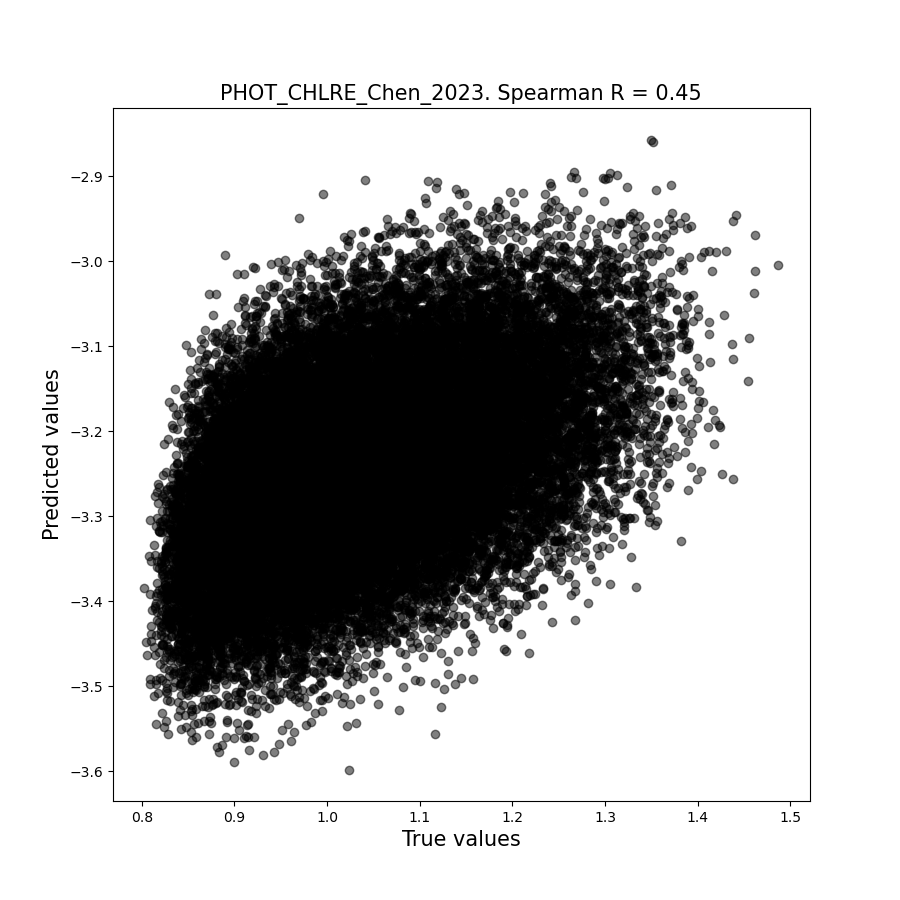 PHOT_CHLRE_Chen_2023. Spearman R = 0.45
Predicted values
−2.9
−3.0
−3.1
−3.2
−3.3
−3.4
−3.5
−3.6
0.8 0.9 1.0 1.1 1.2 1.3 1.4 1.5
True values